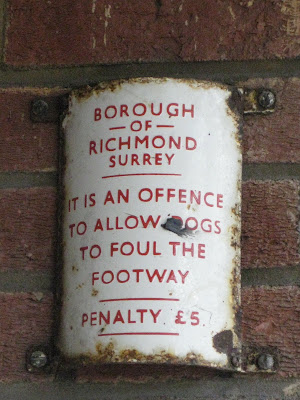 BOROUGH
OF
RICHMOND
SURREY
IT IS AN OFFENCE
TO ALLOW DOGS
TO FOUL THE
FOOTWAY
PENALTY £5.